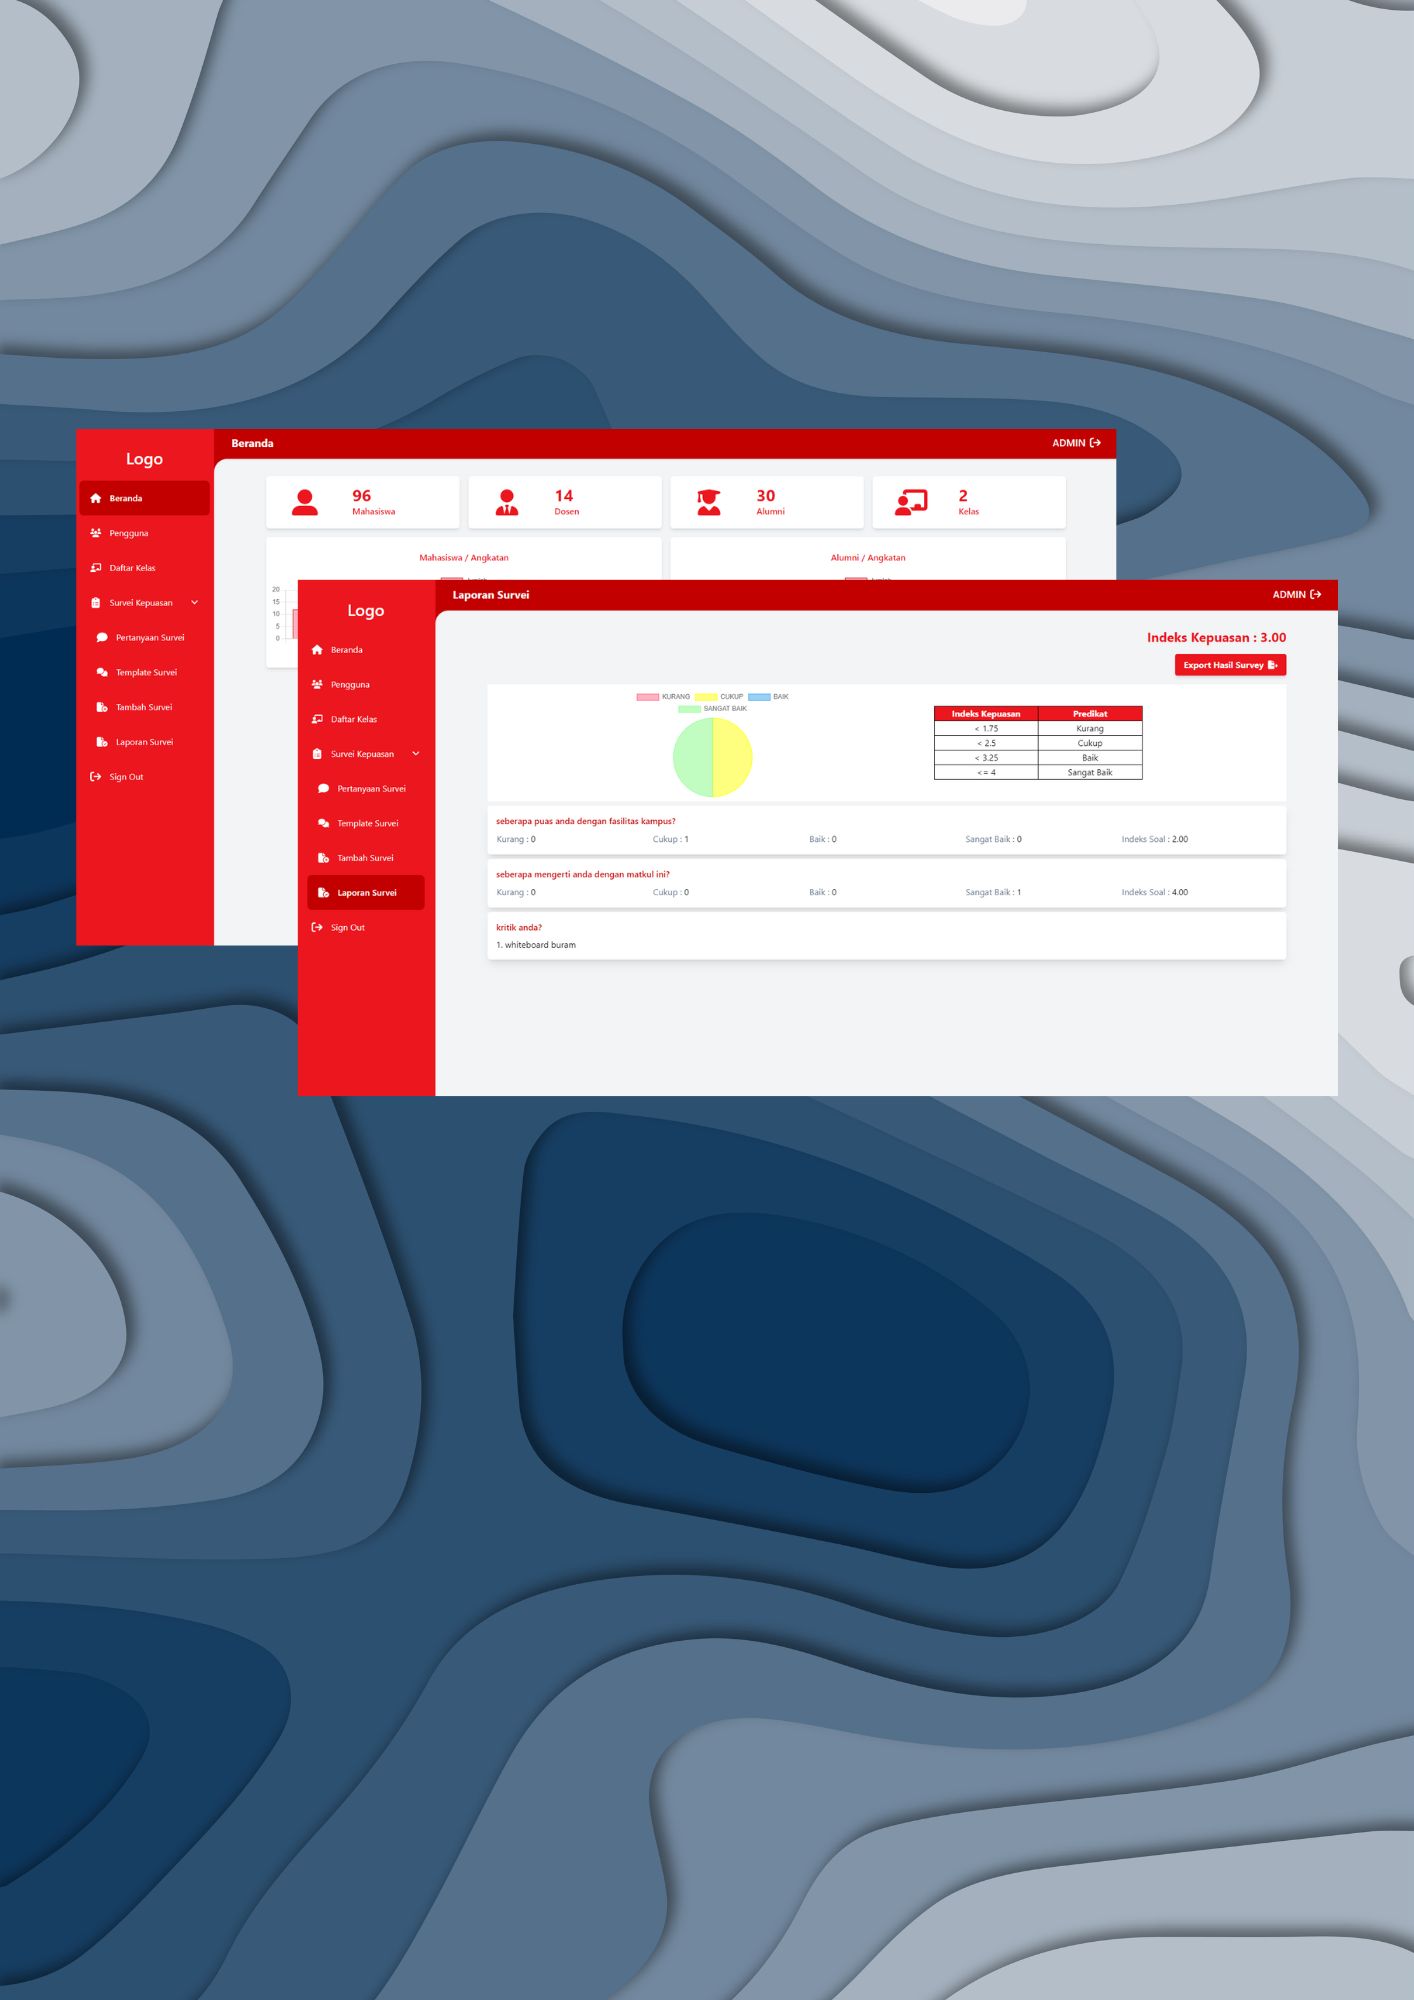 Logo
Beranda
Pengguna
Daftar Kelas
Survei Kepuasan
Pertanyaan Survei
Template Survei
Tambah Survei
Laporan Survei
Sign Out
Beranda
ADMIN
96
Mahasiswa
14
Dosen
30
Alumni
2
Kelas
Mahasiswa / Angkatan
Alumni / Angkatan
20
15
10
5
0
Logo
Beranda
Pengguna
Daftar Kelas
Survei Kepuasan
Pertanyaan Survei
Template Survei
Tambah Survei
Laporan Survei
Sign Out
Laporan Survei
ADMIN
Indeks Kepuasan : 3.00
Export Hasil Survey
KURANG CUKUP BAIK
SANGAT BAIK
Indeks Kepuasan Predikat
< 1.75 Kurang
< 2.5 Cukup
< 3.25 Baik
<= 4 Sangat Baik
seberapa puas anda dengan fasilitas kampus?
Kurang : 0 Cukup : 1 Baik : 0 Sangat Baik : 0 Indeks Soal : 2.00
seberapa mengerti anda dengan matkul ini?
Kurang : 0 Cukup : 0 Baik : 0 Sangat Baik : 1 Indeks Soal : 4.00
kritik anda?
1. whiteboard buram